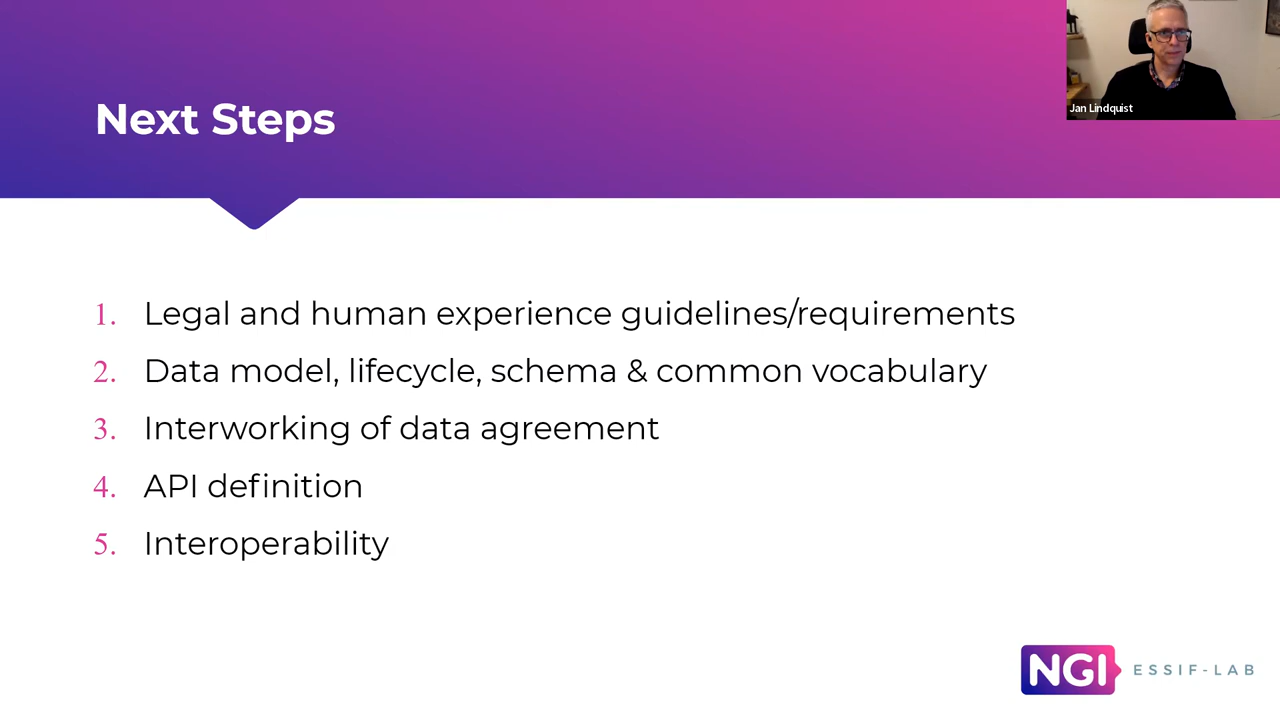 Next Steps
Jan Lindquist
1. Legal and human experience guidelines/requirements
2. Data model, lifecycle, schema & common vocabulary
3. Interworking of data agreement
4. API definition
5. Interoperability
NGI ESSIF-LAB